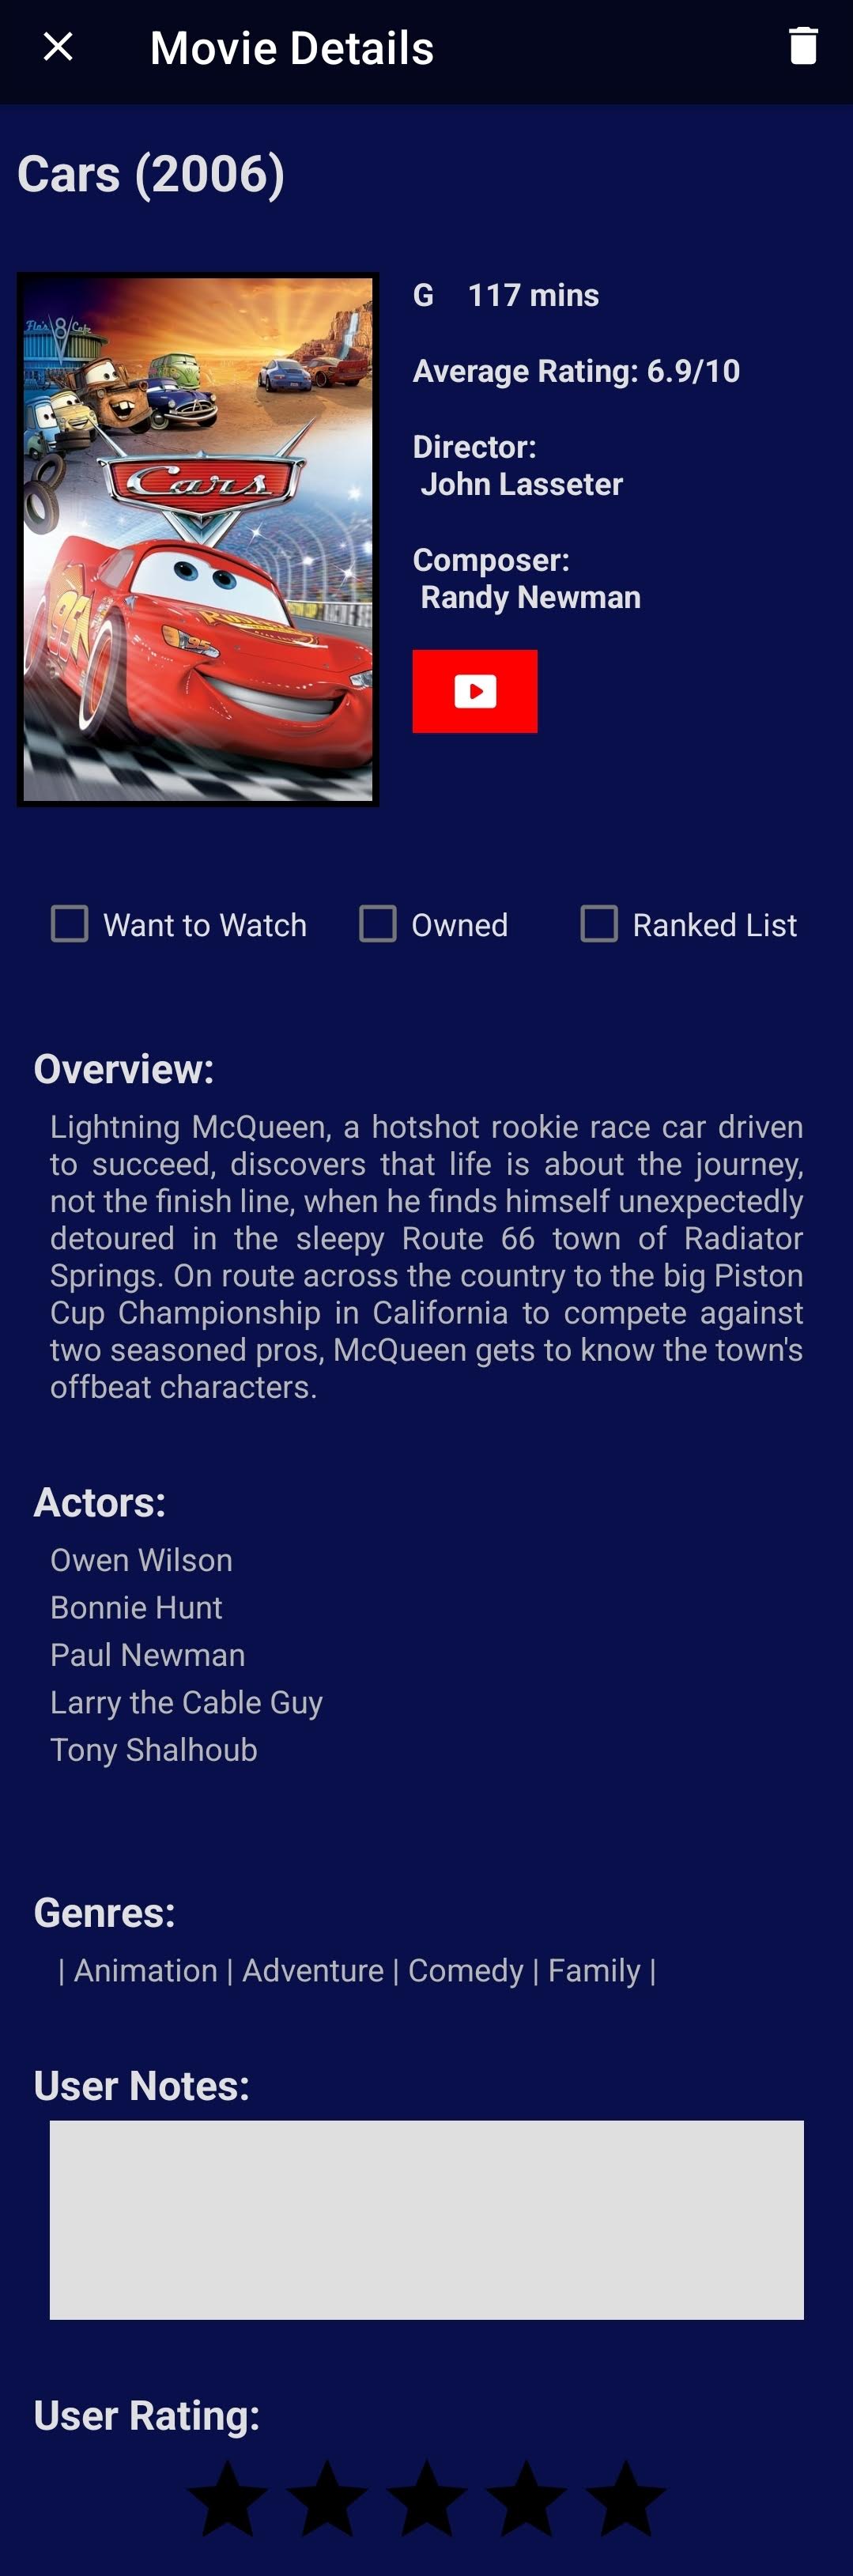 Movie Details
Cars (2006)
Flo's V8 Cafe
Cars
95
G 117 mins
Average Rating: 6.9/10
Director:
John Lasseter
Composer:
Randy Newman
Want to Watch
Owned
Ranked List
Overview:
Lightning McQueen, a hotshot rookie race car driven
to succeed, discovers that life is about the journey,
not the finish line, when he finds himself unexpectedly
detoured in the sleepy Route 66 town of Radiator
Springs. On route across the country to the big Piston
Cup Championship in California to compete against
two seasoned pros, McQueen gets to know the town's
offbeat characters.
Actors:
Owen Wilson
Bonnie Hunt
Paul Newman
Larry the Cable Guy
Tony Shalhoub
Genres:
| Animation | Adventure | Comedy | Family |
User Notes:
User Rating: